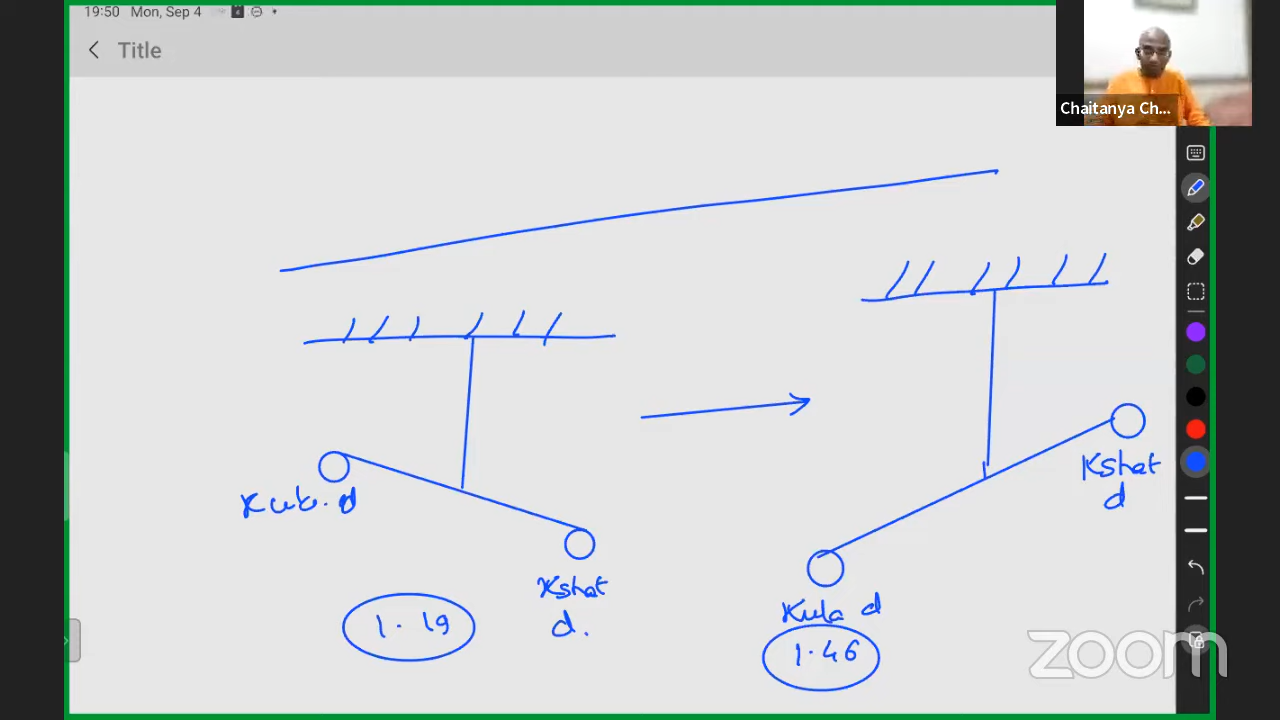 19:50 Mon, Sep 4
Title
Chaitanya Ch...
Kula d
Kshat
d.
1.19
Kshat
d
Kula d
1.46
zoom